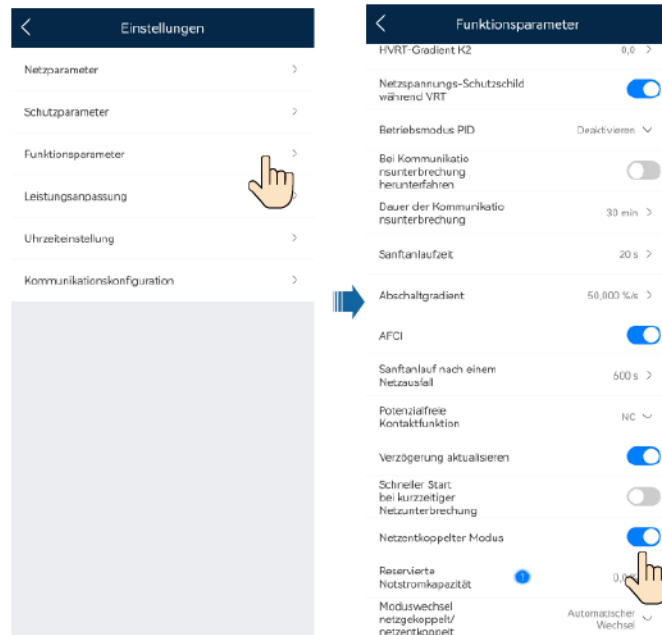 Einstellungen
Netzparameter
Schutzparameter
Funktionsparameter
Leistungsanpassung
Uhrzeiteinstellung
Kommunikationskonfiguration
Funktionsparameter
HVRT-Gradient K2 0,0
Netzspannungs-Schutzschild
während VRT
Betriebsmodus PID Deaktivieren
Bei Kommunikatio
nsunterbrechung
herunterfahren
Dauer der Kommunikatio
nsunterbrechung 30 min
Sanftanlaufzeit 20 s
Abschaltgradient 50,000 %/s
AFCI
Sanftanlauf nach einem
Netzausfall 600 s
Potenzialfreie
Kontaktfunktion NC
Verzögerung aktualisieren
Schneller Start
bei kurzzeitiger
Netzunterbrechung
Netzentkoppelter Modus
Reservierte
Notstromkapazität 1 0,0
Moduswechsel
netzgekoppelt/
netzentkoppelt
Automatischer
Wechsel